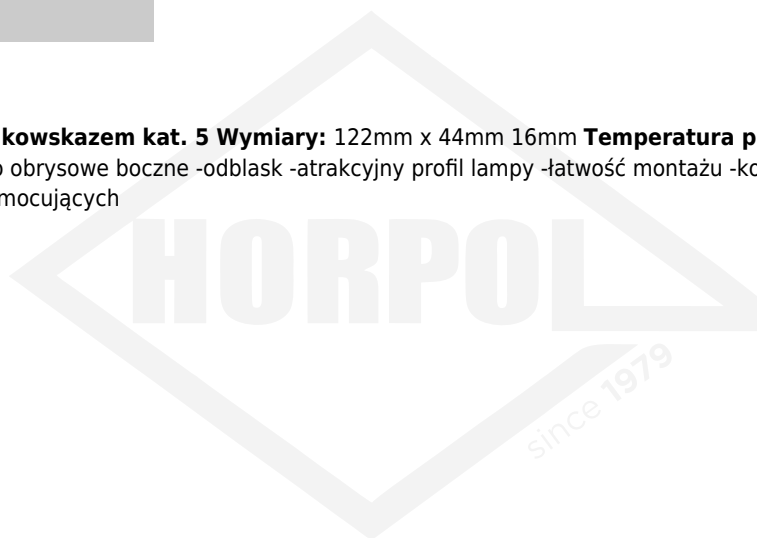 kowskazem kat. 5 Wymiary: 122mm x 44mm 16mm Temperatura p
o obrysowe boczne -odblask -atrakcyjny profil lampy -łatwość montażu -ko
mocujących
HORPOL
since 1979